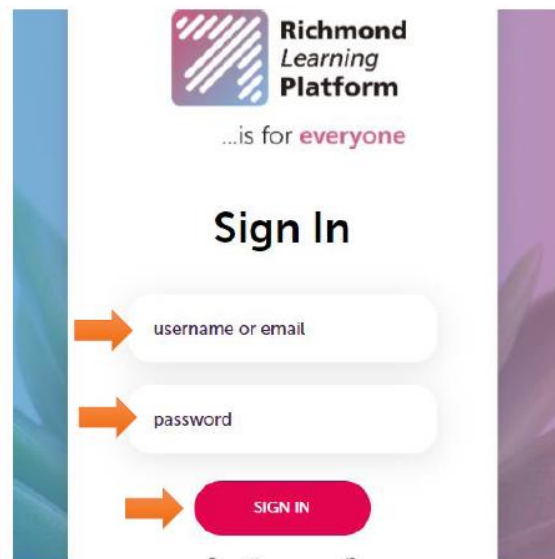 Richmond
Learning
Platform
...is for everyone
Sign In
username or email
password
SIGN IN